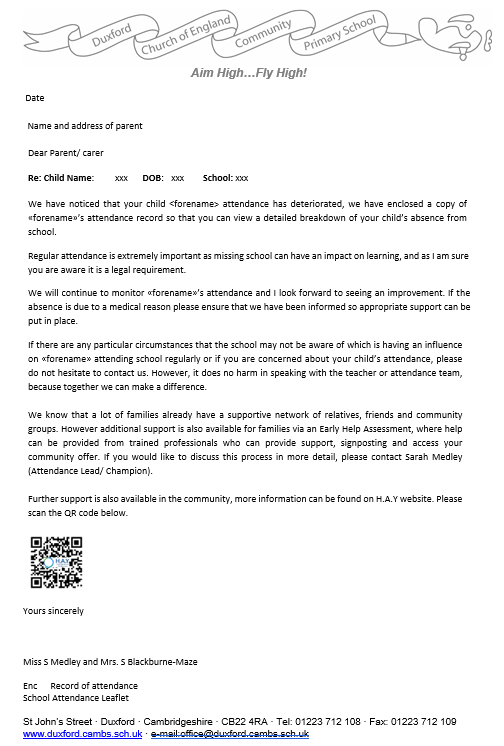 Duxford Church of England Community Primary School
Aim High...Fly High!
Date
Name and address of parent
Dear Parent/ carer
Re: Child Name: xxx DOB: xxx School: xxx
We have noticed that your child <forename> attendance has deteriorated, we have enclosed a copy of
«forename»'s attendance record so that you can view a detailed breakdown of your child's absence from
school.
Regular attendance is extremely important as missing school can have an impact on learning, and as I am sure
you are aware it is a legal requirement.
We will continue to monitor «forename»'s attendance and I look forward to seeing an improvement. If the
absence is due to a medical reason please ensure that we have been informed so appropriate support can be
put in place.
If there are any particular circumstances that the school may not be aware of which is having an influence
on «forename» attending school regularly or if you are concerned about your child's attendance, please
do not hesitate to contact us. However, it does no harm in speaking with the teacher or attendance team,
because together we can make a difference.
We know that a lot of families already have a supportive network of relatives, friends and community
groups. However additional support is also available for families via an Early Help Assessment, where help
can be provided from trained professionals who can provide support, signposting and access your
community offer. If you would like to discuss this process in more detail, please contact Sarah Medley
(Attendance Lead/ Champion).
Further support is also available in the community, more information can be found on H.A.Y website. Please
scan the QR code below.
H.A.Y
Yours sincerely
Miss S Medley and Mrs. S Blackburne-Maze
Enc Record of attendance
School Attendance Leaflet
St John's Street · Duxford · Cambridgeshire · CB22 4RA · Tel: 01223 712 108 · Fax: 01223 712 109
www.duxford.cambs.sch.uk · e-mail:office@duxford.cambs.sch.uk